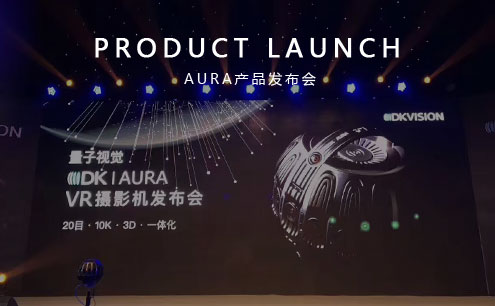 PRODUCT LAUNCH
AURA产品发布会
DKVISION
SION
量子视觉
DK | AURA
VR摄影机发布会
20目·10K·3D·一体化